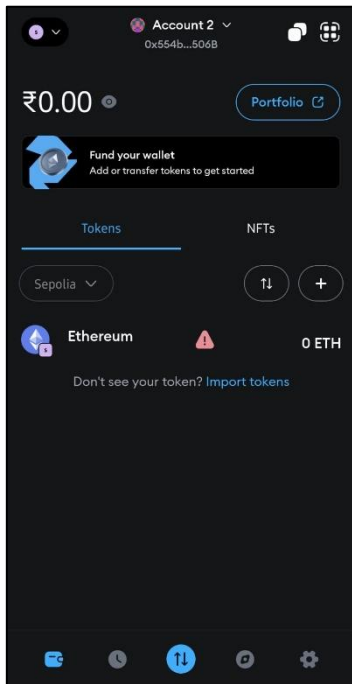 Account 2
0x554b...506B
₹0.00
Portfolio
Fund your wallet
Add or transfer tokens to get started
Tokens NFTs
Sepolia
Ethereum 0 ETH
Don't see your token? Import tokens